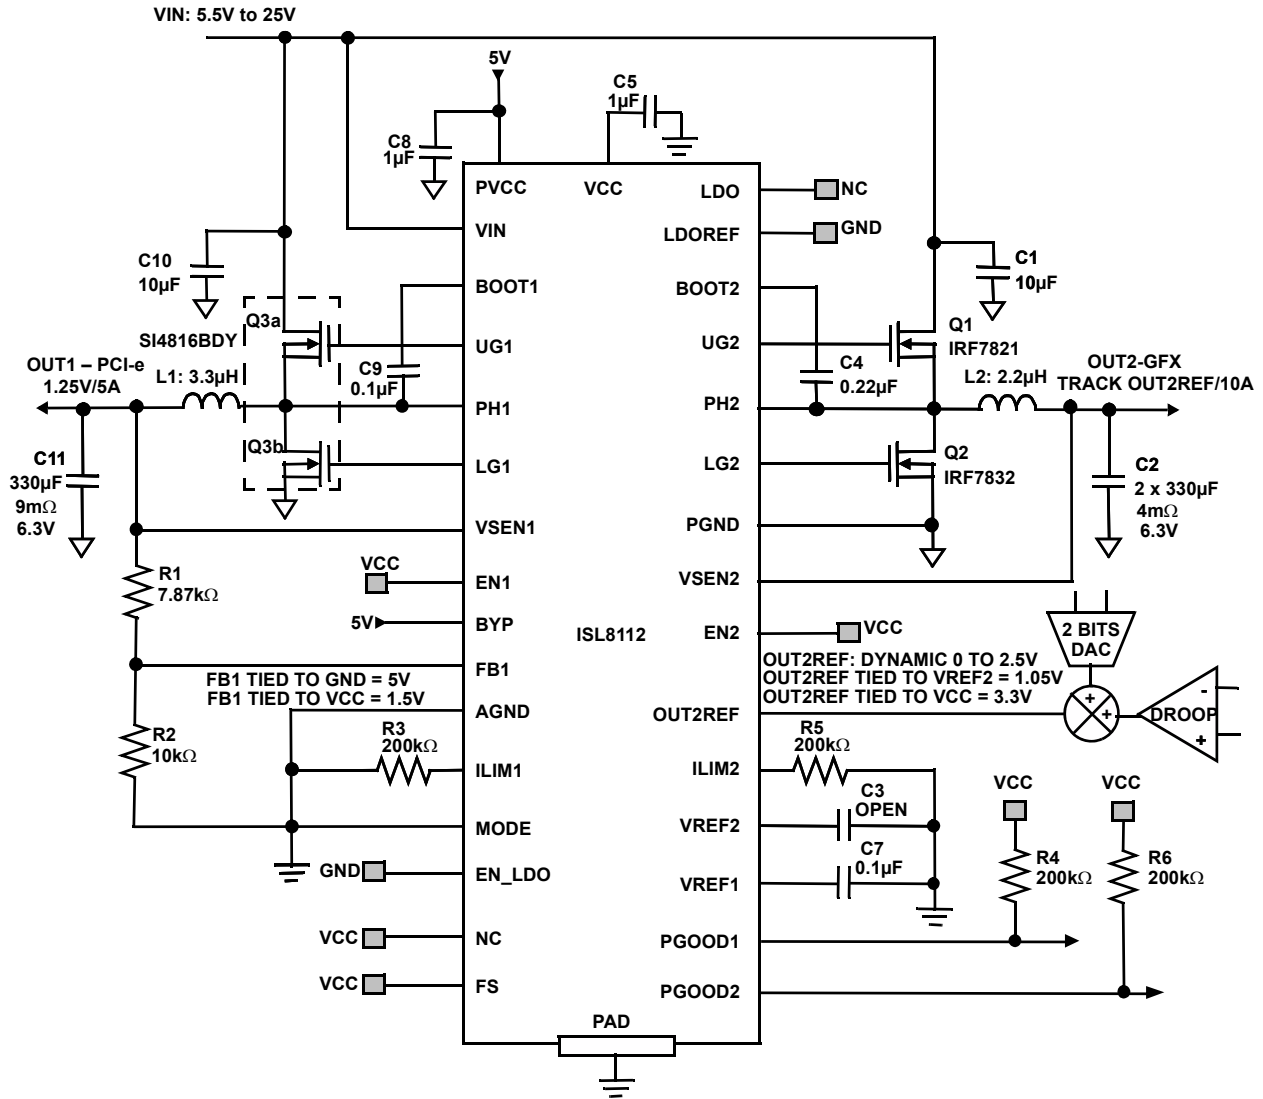 VIN: 5.5V to 25V
5V
C5
1µF
C8
1µF
PVCC
VCC
LDO
NC
LDOREF
GND
VIN
C10
10µF
C1
10µF
BOOT1
BOOT2
Q3a
SI4816BDY
UG1
UG2
Q1
IRF7821
C9
0.1µF
C4
0.22µF
OUT1 – PCI-e
1.25V/5A
L1: 3.3µH
L2: 2.2µH
OUT2-GFX
TRACK OUT2REF/10A
PH1
PH2
Q3b
LG1
LG2
Q2
IRF7832
C11
330µF
9mΩ
6.3V
C2
2 x 330µF
4mΩ
6.3V
VSEN1
PGND
VCC
EN1
VSEN2
R1
7.87kΩ
5V
BYP
ISL8112
EN2
VCC
2 BITS
DAC
FB1
FB1 TIED TO GND = 5V
FB1 TIED TO VCC = 1.5V
OUT2REF: DYNAMIC 0 TO 2.5V
OUT2REF TIED TO VREF2 = 1.05V
OUT2REF TIED TO VCC = 3.3V
AGND
OUT2REF
+
+
DROOP
-
+
R2
10kΩ
R3
200kΩ
R5
200kΩ
ILIM1
ILIM2
C3
OPEN
VCC
VCC
MODE
VREF2
C7
0.1µF
R4
200kΩ
R6
200kΩ
GND
EN_LDO
VREF1
VCC
NC
PGOOD1
VCC
FS
PGOOD2
PAD